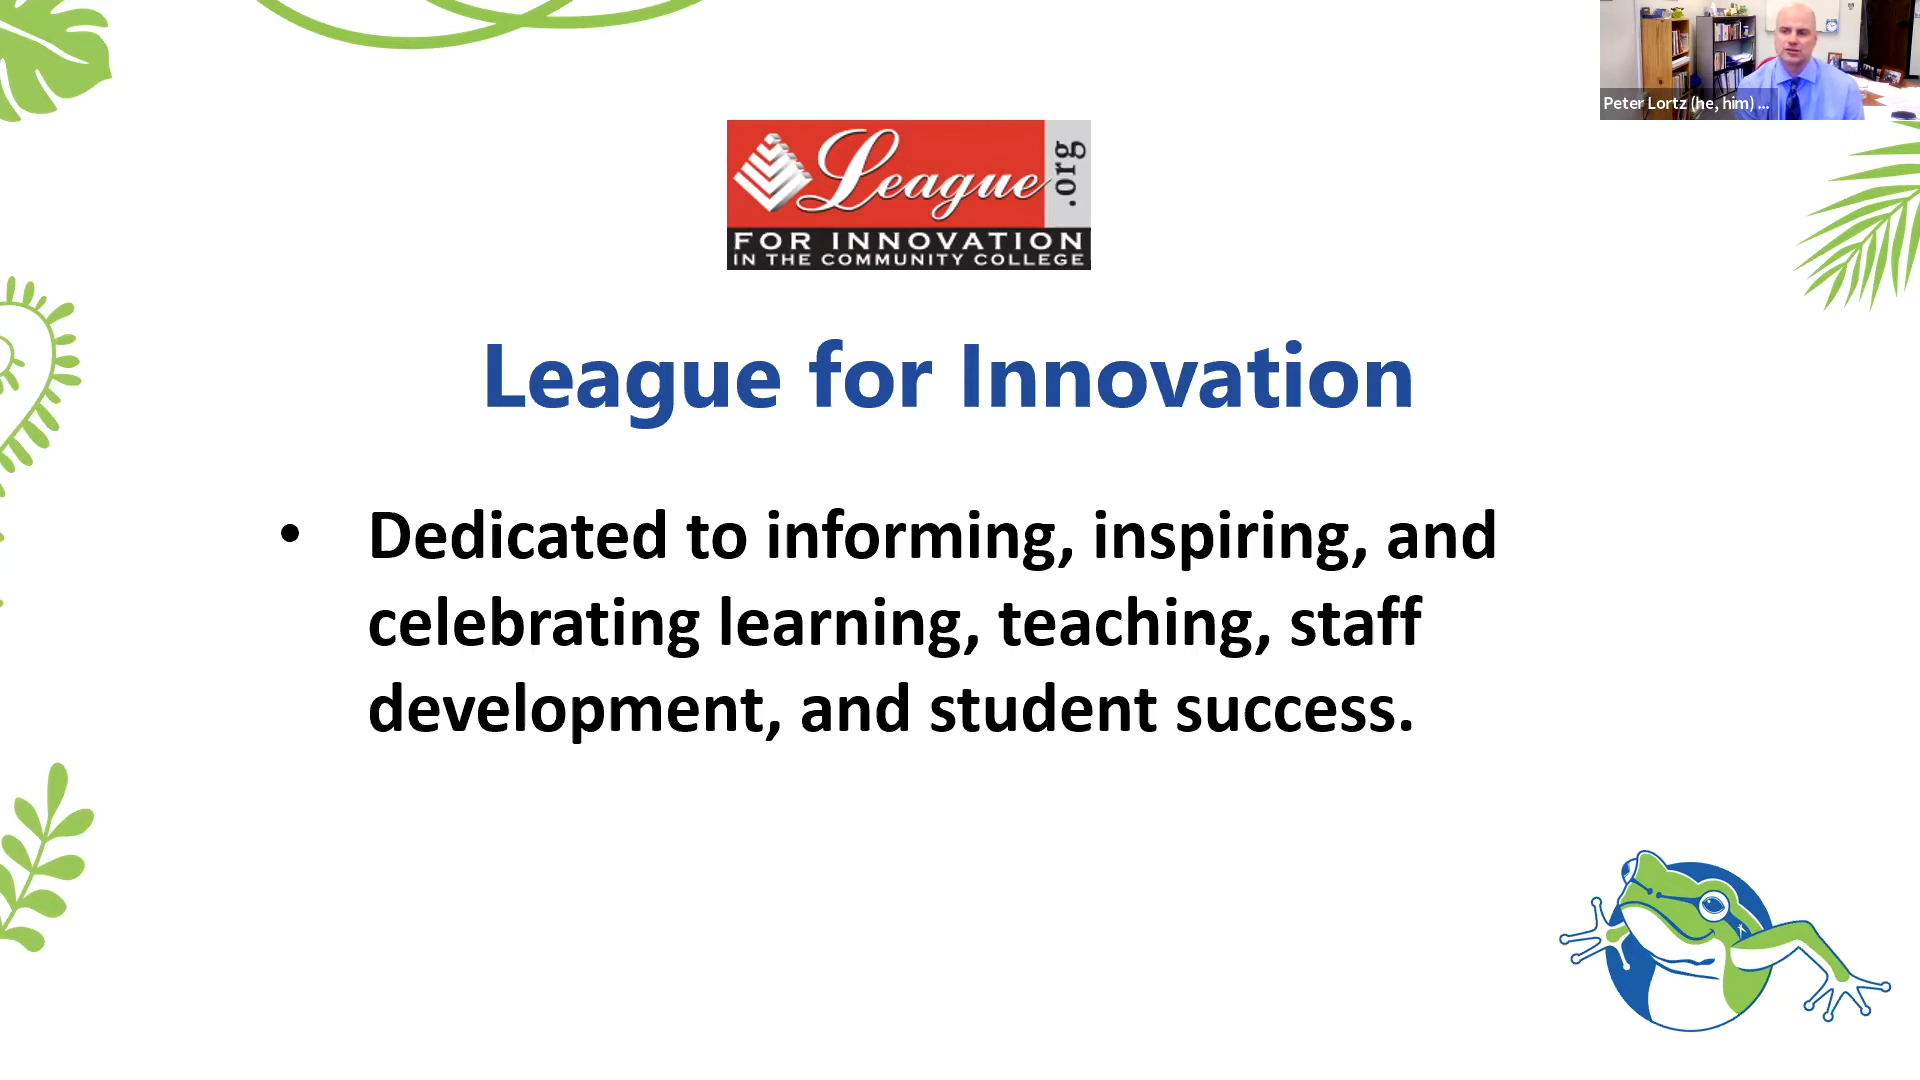 Peter Lortz (he, him) ...
League
.org
FOR INNOVATION
IN THE COMMUNITY COLLEGE
League for Innovation
• Dedicated to informing, inspiring, and
celebrating learning, teaching, staff
development, and student success.